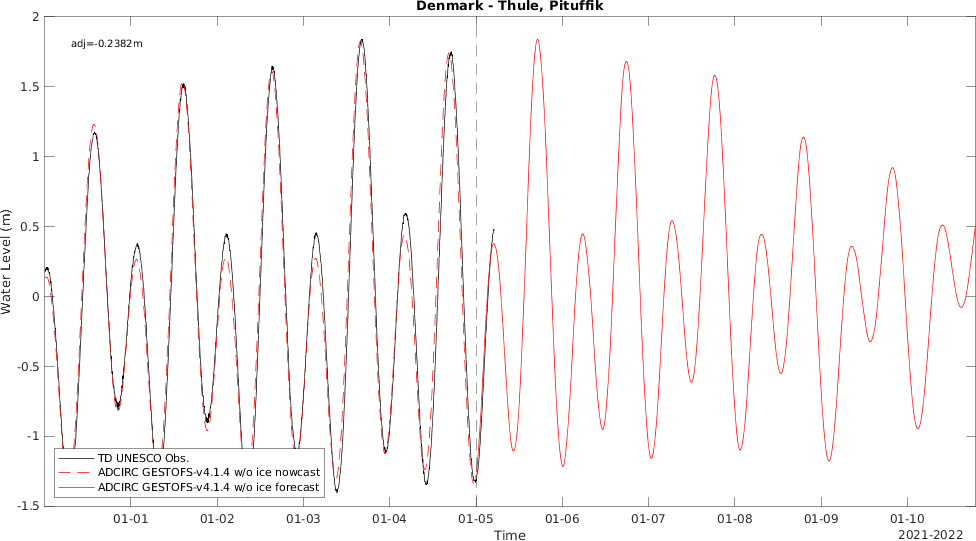 Denmark - Thule, Pituffik
adj=-0.2382m
2
1.5
1
0.5
0
-0.5
-1
-1.5
Water Level (m)
TD UNESCO Obs.
ADCIRC GESTOFS-v4.1.4 w/o ice nowcast
ADCIRC GESTOFS-v4.1.4 w/o ice forecast
01-01 01-02 01-03 01-04 01-05 01-06 01-07 01-08 01-09 01-10
Time
2021-2022